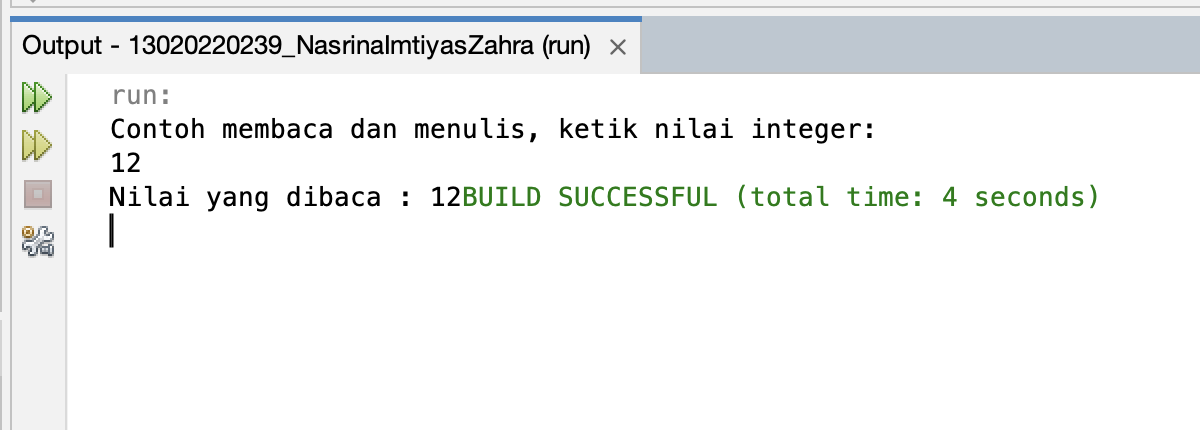 Output - 13020220239_NasrinaImtiyasZahra (run) ×
run:
Contoh membaca dan menulis, ketik nilai integer:
12
Nilai yang dibaca : 12BUILD SUCCESSFUL (total time: 4 seconds)